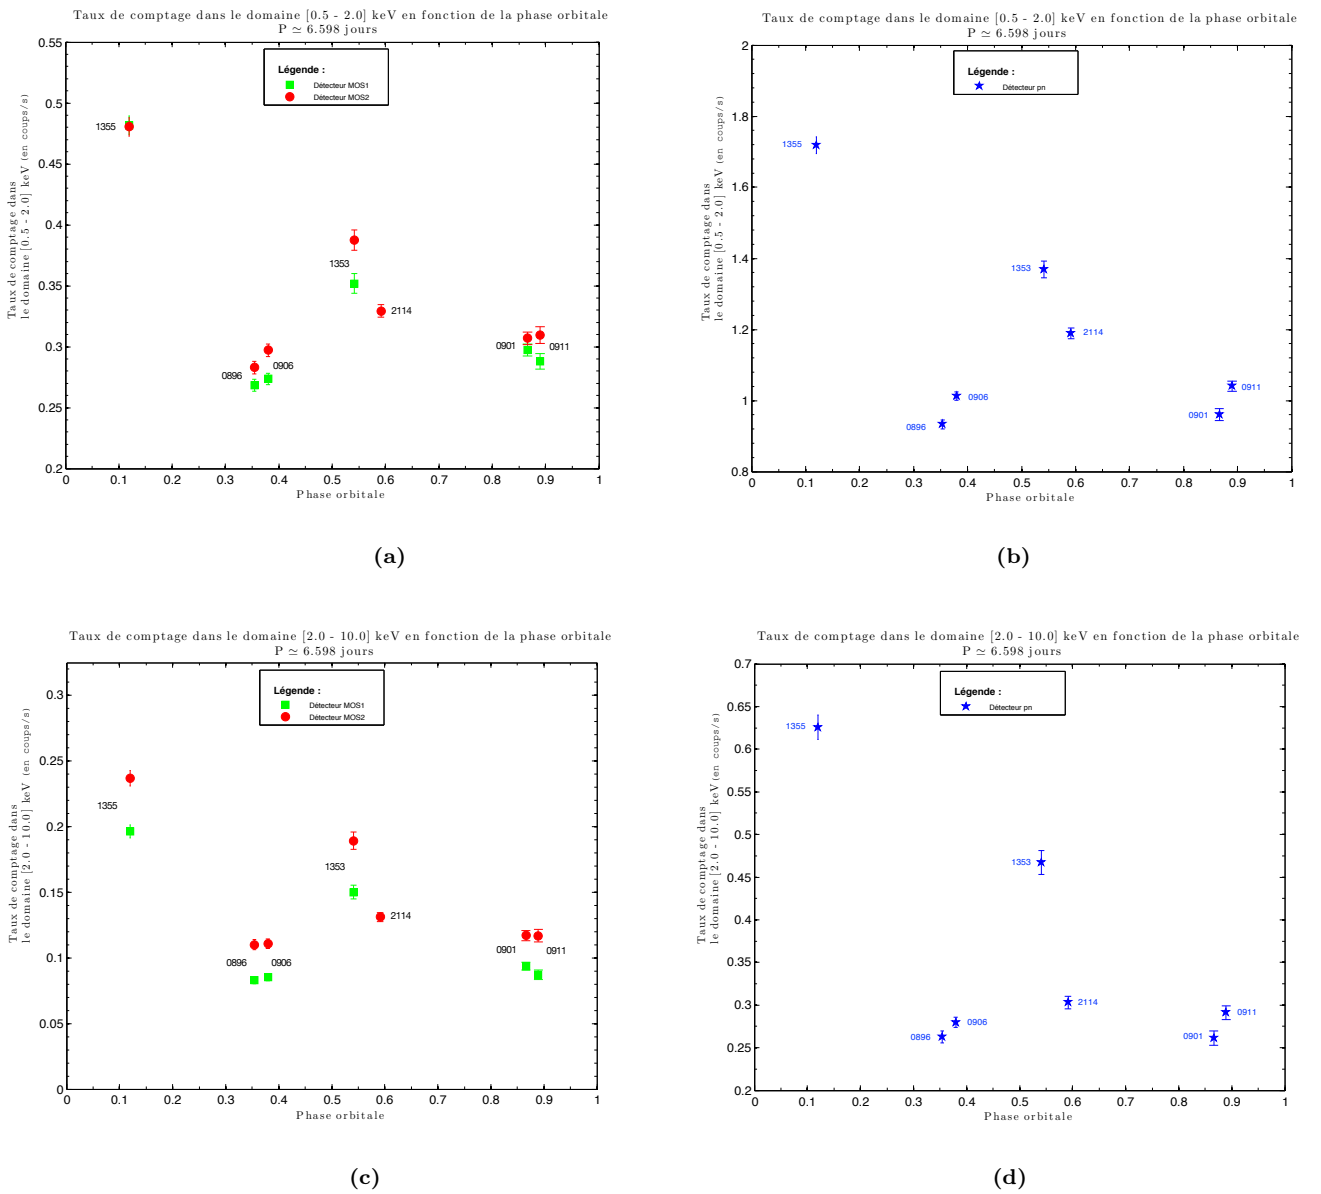 Taux de comptage dans le domaine [0.5 - 2.0] keV en fonction de la phase orbitale
P ≃ 6.598 jours
Légende :
Détecteur MOS1
Détecteur MOS2
Taux de comptage dans
le domaine [0.5 - 2.0] keV (en coups/s)
0.55
0.5
0.45
0.4
0.35
0.3
0.25
0.2
1355
0896
0906
1353
2114
0901
0911
0 0.1 0.2 0.3 0.4 0.5 0.6 0.7 0.8 0.9 1
Phase orbitale
(a)
Taux de comptage dans le domaine [0.5 - 2.0] keV en fonction de la phase orbitale
P ≃ 6.598 jours
Légende :
Détecteur pn
Taux de comptage dans
le domaine [0.5 - 2.0] keV (en coups/s)
2
1.8
1.6
1.4
1.2
1
0.8
1355
0896
0906
1353
2114
0901
0911
0 0.1 0.2 0.3 0.4 0.5 0.6 0.7 0.8 0.9 1
Phase orbitale
(b)
Taux de comptage dans le domaine [2.0 - 10.0] keV en fonction de la phase orbitale
P ≃ 6.598 jours
Légende :
Détecteur MOS1
Détecteur MOS2
Taux de comptage dans
le domaine [2.0 - 10.0] keV (en coups/s)
0.3
0.25
0.2
0.15
0.1
0.05
0
1355
0896
0906
1353
2114
0901
0911
0 0.1 0.2 0.3 0.4 0.5 0.6 0.7 0.8 0.9 1
Phase orbitale
(c)
Taux de comptage dans le domaine [2.0 - 10.0] keV en fonction de la phase orbitale
P ≃ 6.598 jours
Légende :
Détecteur pn
Taux de comptage dans
le domaine [2.0 - 10.0] keV (en coups/s)
0.7
0.65
0.6
0.55
0.5
0.45
0.4
0.35
0.3
0.25
0.2
1355
0896
0906
1353
2114
0901
0911
0 0.1 0.2 0.3 0.4 0.5 0.6 0.7 0.8 0.9 1
Phase orbitale
(d)